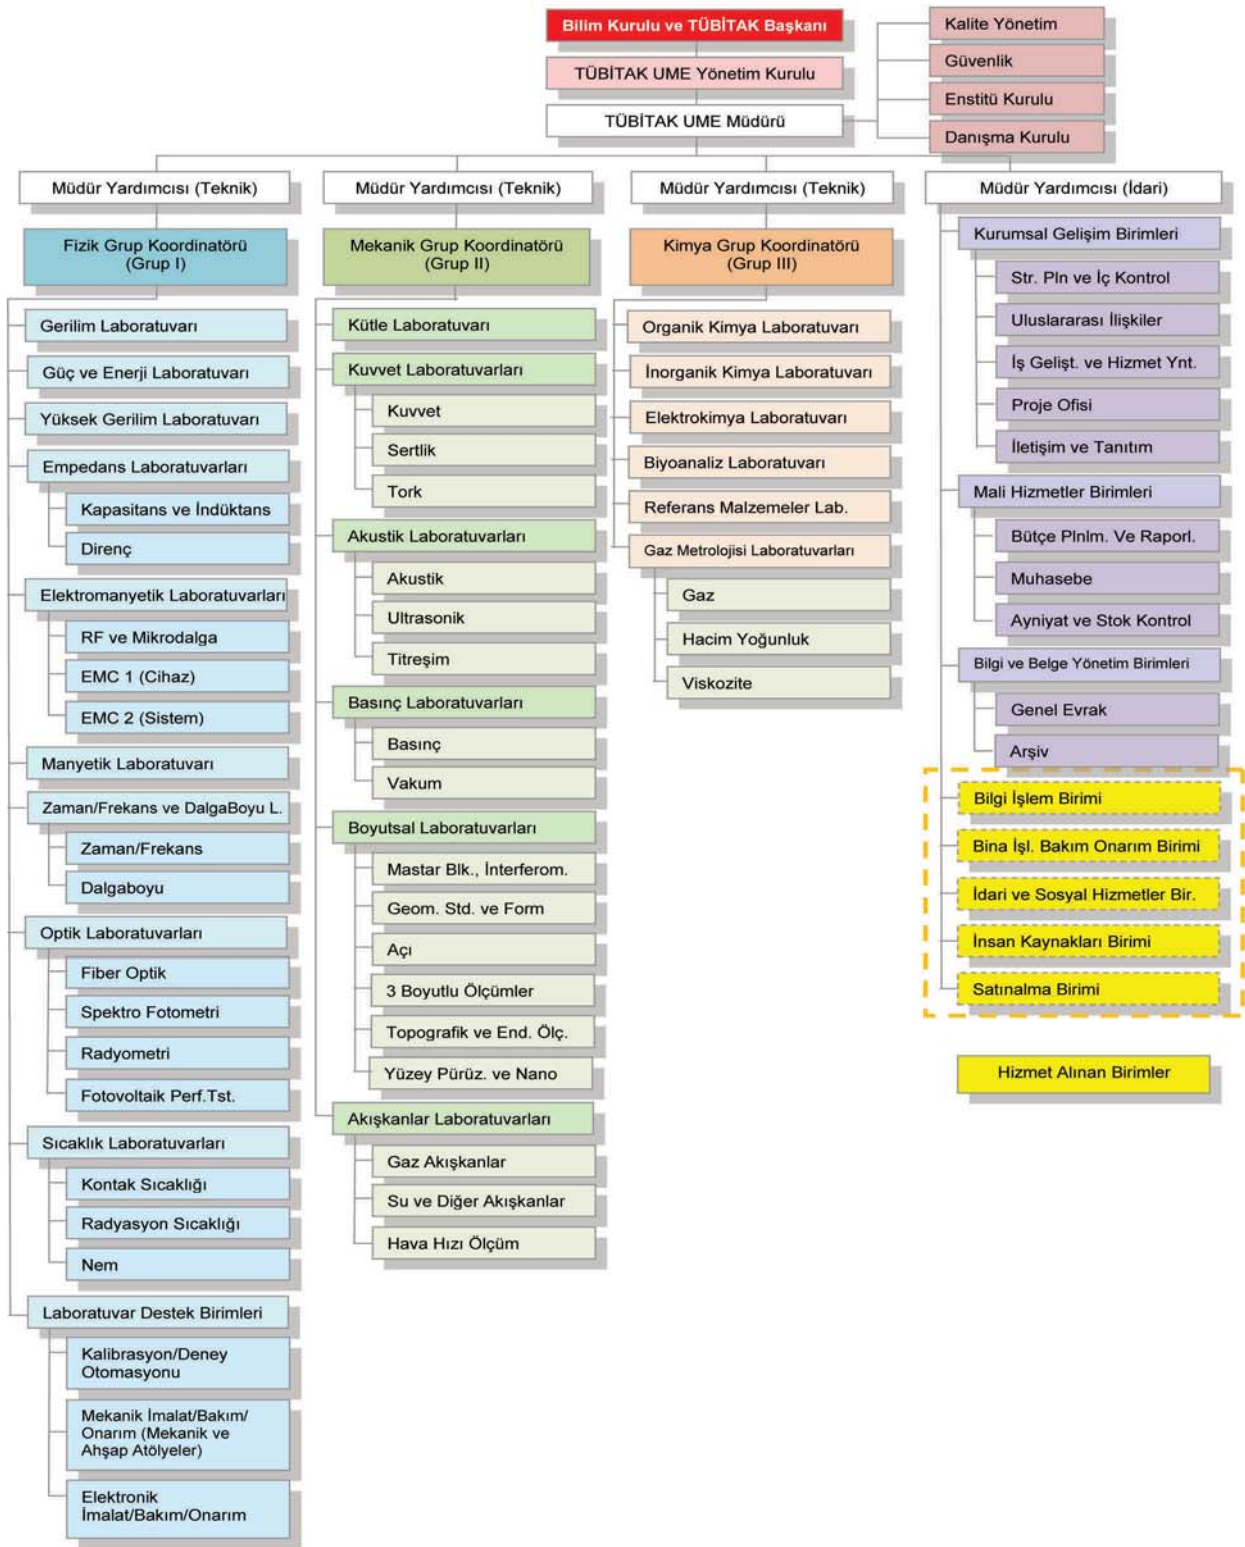 Bilim Kurulu ve TÜBİTAK Başkanı
TÜBİTAK UME Yönetim Kurulu
TÜBİTAK UME Müdürü
Kalite Yönetim
Güvenlik
Enstitü Kurulu
Danışma Kurulu
Müdür Yardımcısı (Teknik)
Fizik Grup Koordinatörü
(Grup I)
Gerilim Laboratuvarı
Güç ve Enerji Laboratuvarı
Yüksek Gerilim Laboratuvarı
Empedans Laboratuvarları
Kapasitans ve İndüktans
Direnç
Elektromanyetik Laboratuvarları
RF ve Mikrodalga
EMC 1 (Cihaz)
EMC 2 (Sistem)
Manyetik Laboratuvarı
Zaman/Frekans ve DalgaBoyu L.
Zaman/Frekans
Dalgaboyu
Optik Laboratuvarları
Fiber Optik
Spektro Fotometri
Radyometri
Fotovoltaik Perf.Tst.
Sıcaklık Laboratuvarları
Kontak Sıcaklığı
Radyasyon Sıcaklığı
Nem
Laboratuvar Destek Birimleri
Kalibrasyon/Deney
Otomasyonu
Mekanik İmalat/Bakım/
Onarım (Mekanik ve
Ahşap Atölyeler)
Elektronik
İmalat/Bakım/Onarım
Müdür Yardımcısı (Teknik)
Mekanik Grup Koordinatörü
(Grup II)
Kütle Laboratuvarı
Kuvvet Laboratuvarları
Kuvvet
Sertlik
Tork
Akustik Laboratuvarları
Akustik
Ultrasonik
Titreşim
Basınç Laboratuvarları
Basınç
Vakum
Boyutsal Laboratuvarları
Mastar Blk., İnterferom.
Geom. Std. ve Form
Açı
3 Boyutlu Ölçümler
Topografik ve End. Ölç.
Yüzey Pürüz. ve Nano
Akışkanlar Laboratuvarları
Gaz Akışkanlar
Su ve Diğer Akışkanlar
Hava Hızı Ölçüm
Müdür Yardımcısı (Teknik)
Kimya Grup Koordinatörü
(Grup III)
Organik Kimya Laboratuvarı
İnorganik Kimya Laboratuvarı
Elektrokimya Laboratuvarı
Biyoanaliz Laboratuvarı
Referans Malzemeler Lab.
Gaz Metrolojisi Laboratuvarları
Gaz
Hacim Yoğunluk
Viskozite
Müdür Yardımcısı (İdari)
Kurumsal Gelişim Birimleri
Str. Pln ve İç Kontrol
Uluslararası İlişkiler
İş Gelişt. ve Hizmet Ynt.
Proje Ofisi
İletişim ve Tanıtım
Mali Hizmetler Birimleri
Bütçe Plnlm. Ve Raporl.
Muhasebe
Ayniyat ve Stok Kontrol
Bilgi ve Belge Yönetim Birimleri
Genel Evrak
Arşiv
Bilgi İşlem Birimi
Bina İşl. Bakım Onarım Birimi
İdari ve Sosyal Hizmetler Bir.
İnsan Kaynakları Birimi
Satınalma Birimi
Hizmet Alınan Birimler